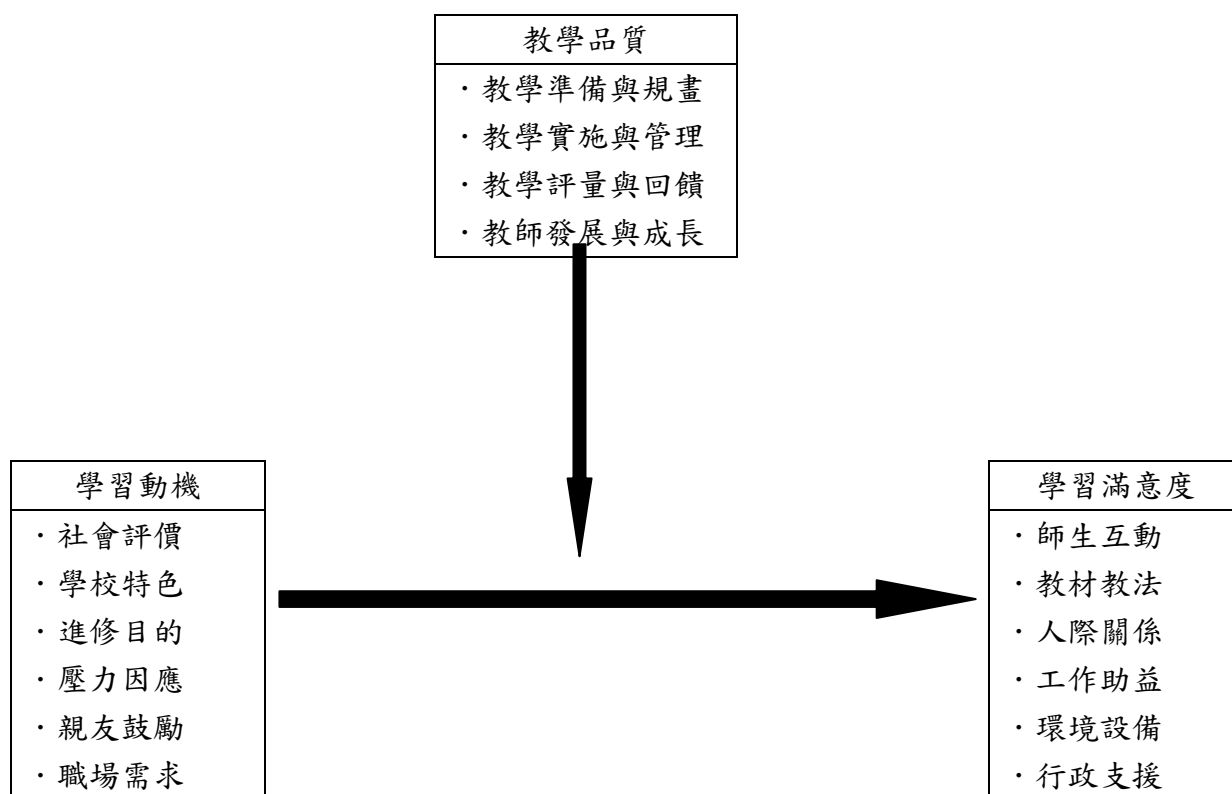 教學品質
·教學準備與規畫
·教學實施與管理
·教學評量與回饋
·教師發展與成長
學習動機
·社會評價
·學校特色
·進修目的
·壓力因應
·親友鼓勵
·職場需求
學習滿意度
·師生互動
·教材教法
·人際關係
·工作助益
·環境設備
·行政支援